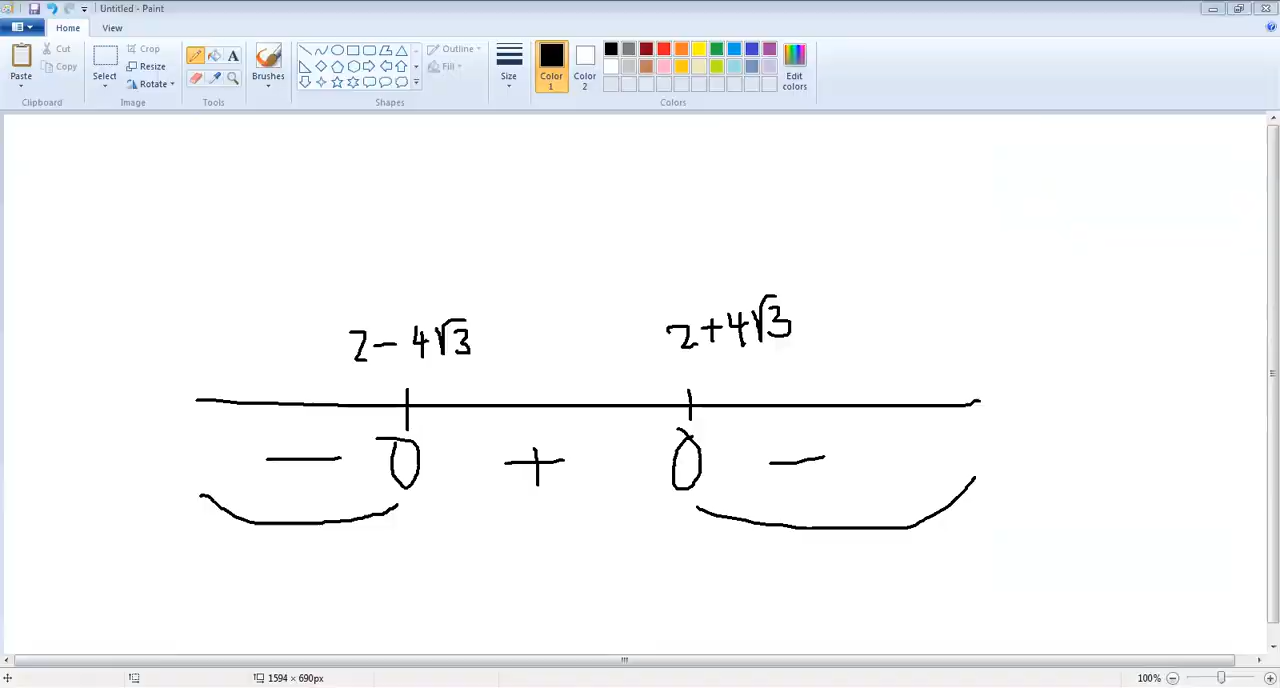 Untitled - Paint
Home View
Paste
Cut
Copy
Clipboard
Select
Crop
Resize
Rotate
Image
Tools
Brushes
Shapes
Outline
Fill
Size
Color 1
Color 2
Edit colors
Colors
2 - 4√3
2 + 4√3
— 0 + 0 —
1594 × 690px
100%